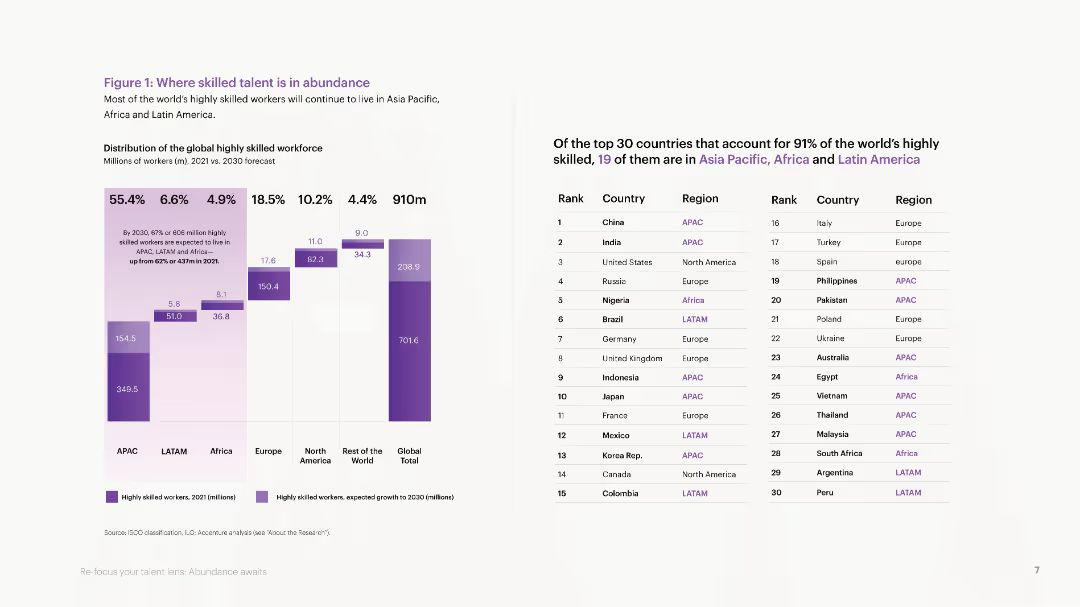 Figure 1: Where skilled talent is in abundance
Most of the world's highly skilled workers will continue to live in Asia Pacific,
Africa and Latin America.
Distribution of the global highly skilled workforce
Millions of workers (m), 2021 vs. 2030 forecast
55.4% 6.6% 4.9% 18.5% 10.2% 4.4% 910m
By 2030, 67% or 606 million highly
skilled workers are expected to live in
APAC, LATAM and Africa—
up from 62% or 437m in 2021.
154.5
349.5
5.8
51.0
8.1
36.8
17.6
150.4
11.0
82.3
9.0
34.3
208.9
701.6
APAC LATAM Africa Europe North America Rest of the World Global Total
Highly skilled workers, 2021 (millions)
Highly skilled workers, expected growth to 2030 (millions)
Source: ISCO classification, ILO; Accenture analysis (see "About the Research").
Of the top 30 countries that account for 91% of the world's highly
skilled, 19 of them are in Asia Pacific, Africa and Latin America
Rank Country Region
1 China APAC
2 India APAC
3 United States North America
4 Russia Europe
5 Nigeria Africa
6 Brazil LATAM
7 Germany Europe
8 United Kingdom Europe
9 Indonesia APAC
10 Japan APAC
11 France Europe
12 Mexico LATAM
13 Korea Rep. APAC
14 Canada North America
15 Colombia LATAM
Rank Country Region
16 Italy Europe
17 Turkey Europe
18 Spain europe
19 Philippines APAC
20 Pakistan APAC
21 Poland Europe
22 Ukraine Europe
23 Australia APAC
24 Egypt Africa
25 Vietnam APAC
26 Thailand APAC
27 Malaysia APAC
28 South Africa Africa
29 Argentina LATAM
30 Peru LATAM
Re-focus your talent lens: Abundance awaits
7